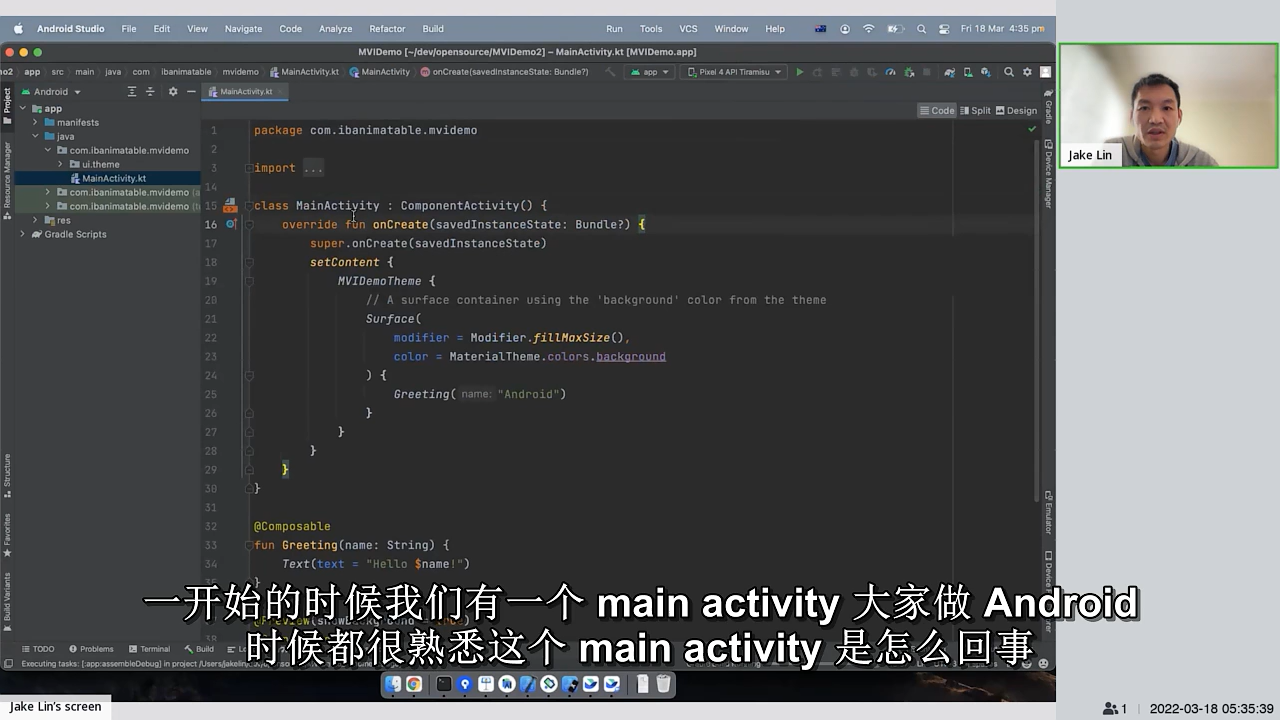 Android Studio File Edit View Navigate Code Analyze Refactor Build Run Tools VCS Window Help Fri 18 Mar 4:35 pm
MVIDemo [~/dev/opensource/MVIDemo2] – MainActivity.kt [MVIDemo.app]
app src main java com ibanimatable mvidemo MainActivity.kt MainActivity onCreate(savedInstanceState: Bundle?) app Pixel 4 API Tiramisu
Android
MainActivity.kt
Code Split Design
Project
Resource Manager
Structure
Favorites
Build Variants
app
manifests
java
com.ibanimatable.mvidemo
ui.theme
MainActivity.kt
com.ibanimatable.mvidemo
com.ibanimatable.mvidemo
res
Gradle Scripts
1 package com.ibanimatable.mvidemo
2
3 import ...
14
15 class MainActivity : ComponentActivity() {
16 override fun onCreate(savedInstanceState: Bundle?) {
17 super.onCreate(savedInstanceState)
18 setContent {
19 MVIDemoTheme {
20 // A surface container using the 'background' color from the theme
21 Surface(
22 modifier = Modifier.fillMaxSize(),
23 color = MaterialTheme.colors.background
24 ) {
25 Greeting( name: "Android")
26 }
27 }
28 }
29 }
30 }
31
32 @Composable
33 fun Greeting(name: String) {
34 Text(text = "Hello $name!")
Gradle
Device Manager
Emulator
Jake Lin
一开始的时候我们有一个 main activity 大家做 Android
时候都很熟悉这个 main activity 是怎么回事
TODO Problems Terminal Build
Jake Lin's screen
1 2022-03-18 05:35:39